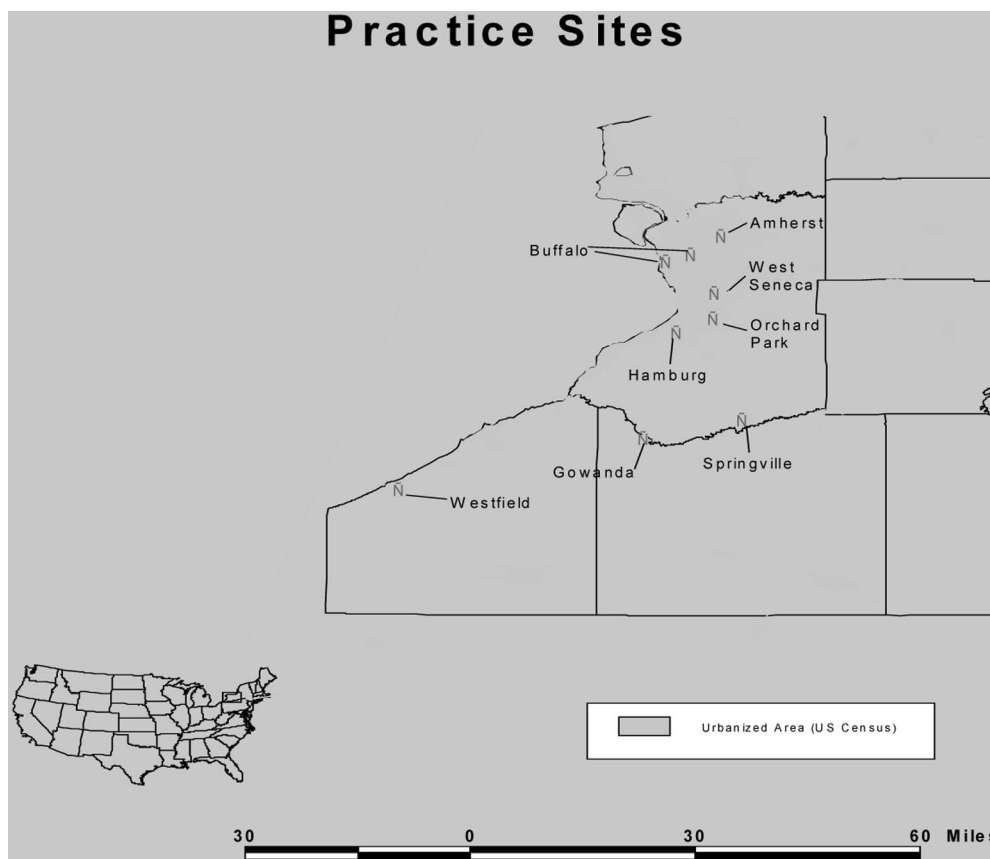 Practice Sites
Amherst
Ñ
Buffalo
Ñ
Ñ
West
Seneca
Ñ
Orchard
Park
Ñ
Ñ
Hamburg
Ñ
Ñ
Gowanda
Springville
Ñ
Westfield
Urbanized Area (US Census)
30 0 30 60 Miles